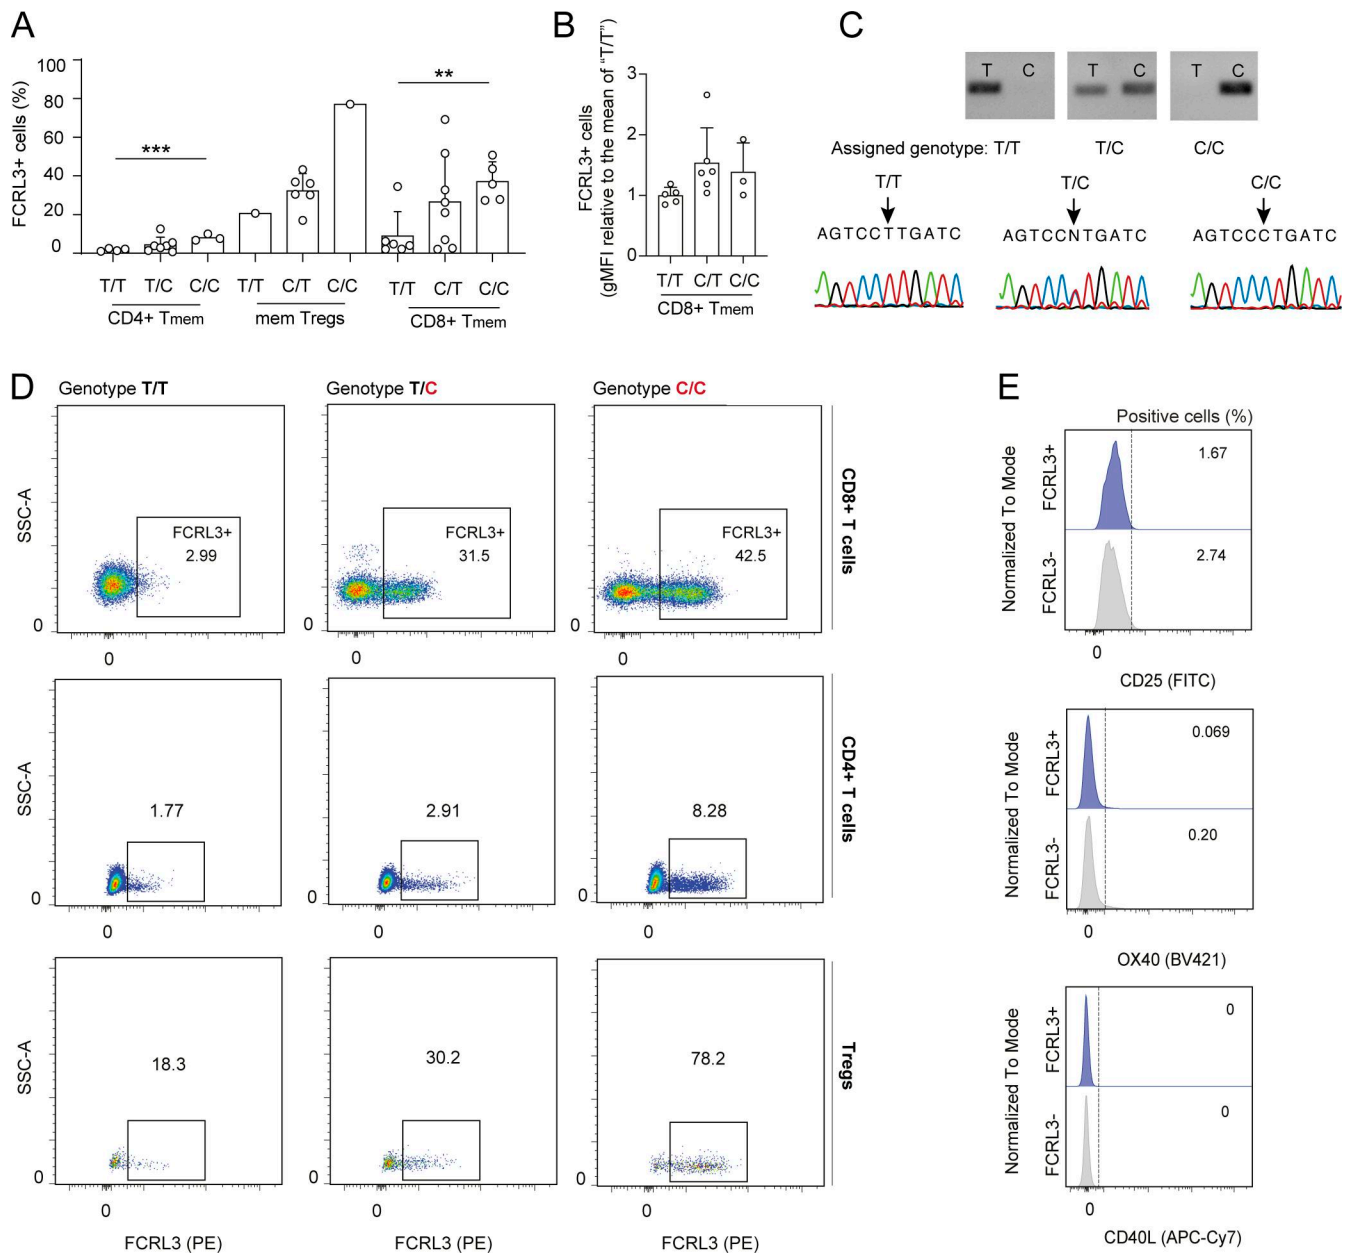 A
FCRL3+ cells (%)
100
80
60
40
20
0
***
**
T/T T/C C/C T/T C/T C/C T/T C/T C/C
CD4+ Tmem mem Tregs CD8+ Tmem
B
FCRL3+ cells
(gMFI relative to the mean of "T/T")
3
2
1
0
T/T C/T C/C
CD8+ Tmem
C
T C T C T C
Assigned genotype: T/T T/C C/C
T/T T/C C/C
AGTCCTTGATC AGTCCNTGATC AGTCCCTGATC
D
Genotype T/T Genotype T/C Genotype C/C
SSC-A
FCRL3+
2.99
FCRL3+
31.5
FCRL3+
42.5
CD8+ T cells
0 0 0
0 0 0
SSC-A
1.77 2.91 8.28
CD4+ T cells
0 0 0
0 0 0
SSC-A
18.3 30.2 78.2
Tregs
0 0 0
0 0 0
FCRL3 (PE) FCRL3 (PE) FCRL3 (PE)
E
Positive cells (%)
Normalized To Mode
FCRL3+
1.67
FCRL3-
2.74
0
CD25 (FITC)
Normalized To Mode
FCRL3+
0.069
FCRL3-
0.20
0
OX40 (BV421)
Normalized To Mode
FCRL3+
0
FCRL3-
0
0
CD40L (APC-Cy7)